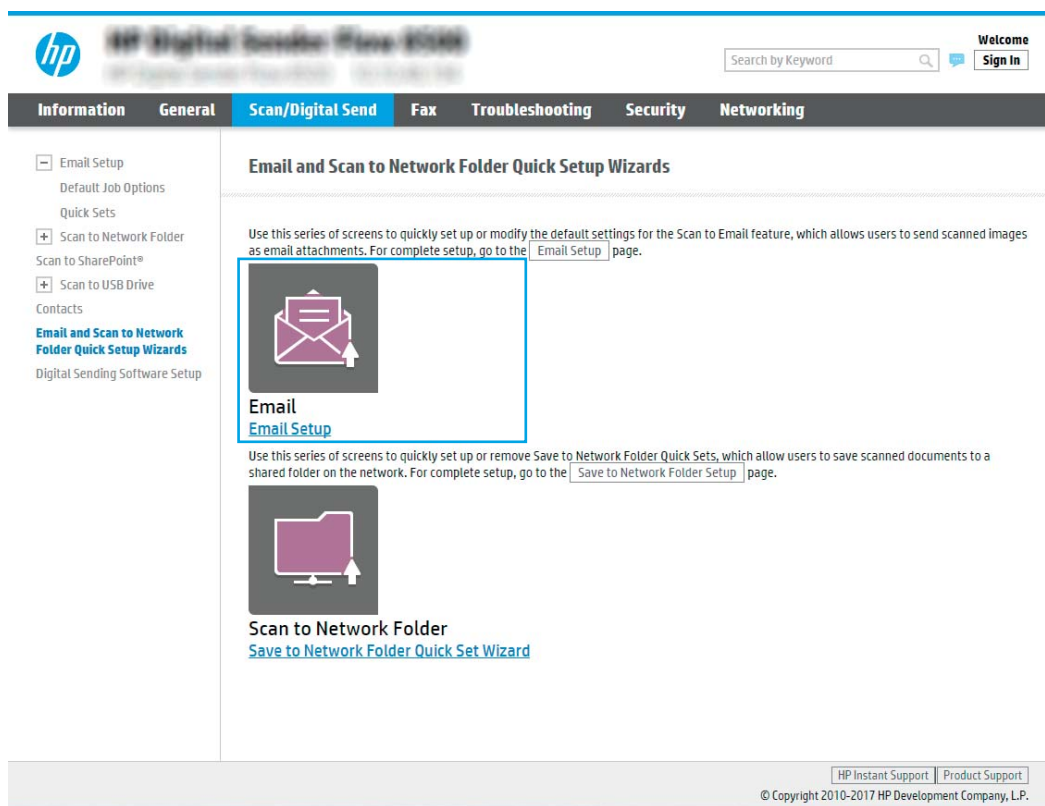 hp
Welcome
Search by Keyword
Sign In
Information General Scan/Digital Send Fax Troubleshooting Security Networking
Email Setup
Default Job Options
Quick Sets
Scan to Network Folder
Scan to SharePoint®
Scan to USB Drive
Contacts
Email and Scan to Network
Folder Quick Setup Wizards
Digital Sending Software Setup
Email and Scan to Network Folder Quick Setup Wizards
Use this series of screens to quickly set up or modify the default settings for the Scan to Email feature, which allows users to send scanned images
as email attachments. For complete setup, go to the Email Setup page.
Email
Email Setup
Use this series of screens to quickly set up or remove Save to Network Folder Quick Sets, which allow users to save scanned documents to a
shared folder on the network. For complete setup, go to the Save to Network Folder Setup page.
Scan to Network Folder
Save to Network Folder Quick Set Wizard
HP Instant Support Product Support
© Copyright 2010-2017 HP Development Company, L.P.